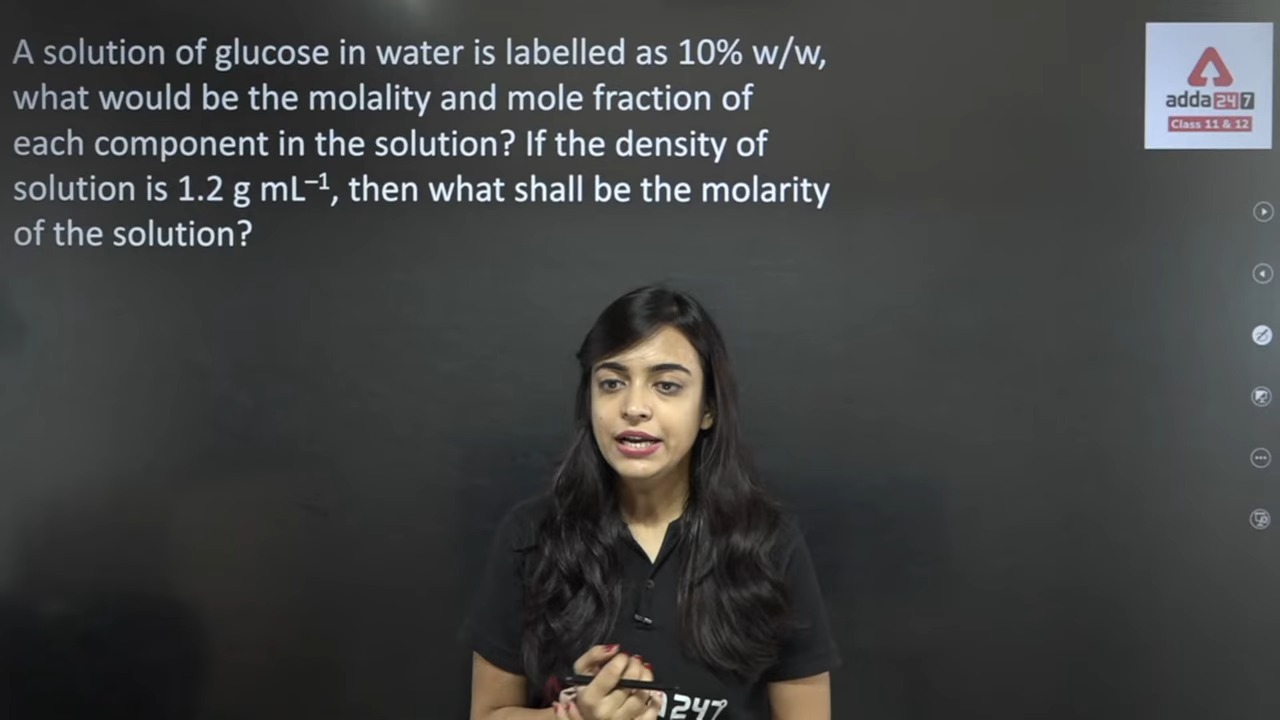 A solution of glucose in water is labelled as 10% w/w,
what would be the molality and mole fraction of
each component in the solution? If the density of
solution is 1.2 g mL⁻¹, then what shall be the molarity
of the solution?
adda247
Class 11 & 12
247